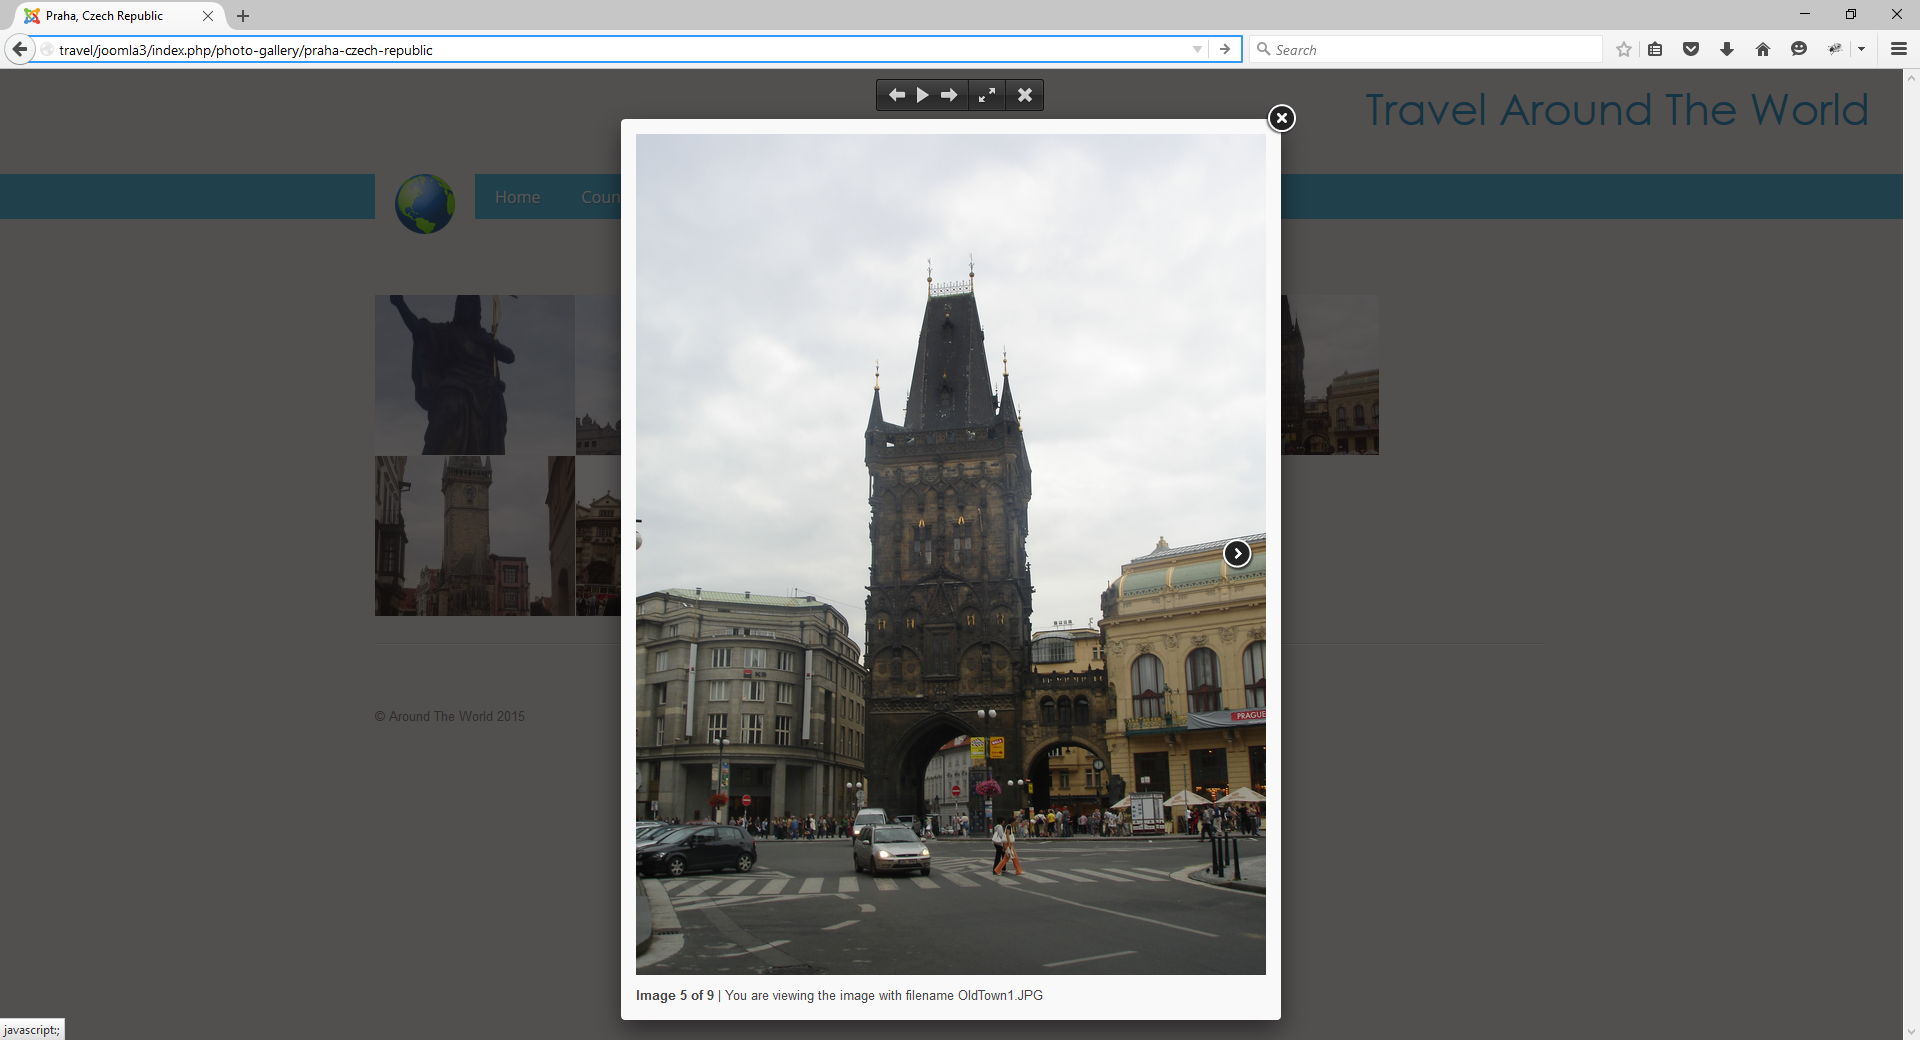 Praha, Czech Republic
travel/joomla3/index.php/photo-gallery/praha-czech-republic
Search
Travel Around The World
Home
Coun
PRAGUE
© Around The World 2015
Image 5 of 9 | You are viewing the image with filename OldTown1.JPG
javascript:;